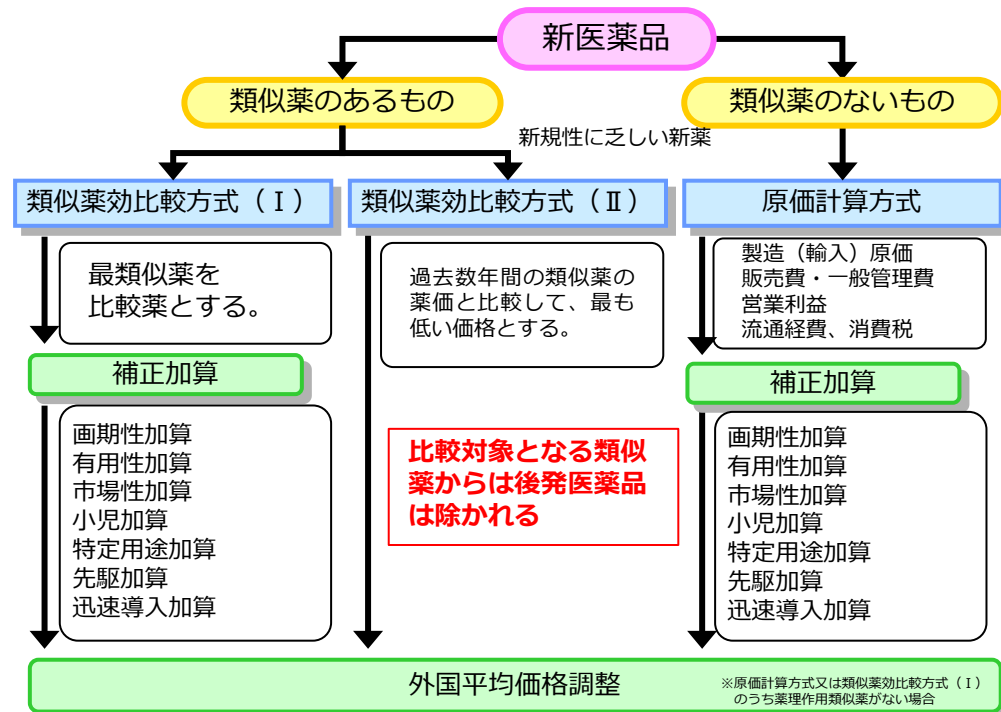 新医薬品
類似薬のあるもの
類似薬のないもの
新規性に乏しい新薬
類似薬効比較方式（Ⅰ）
類似薬効比較方式（Ⅱ）
原価計算方式
最類似薬を
比較薬とする。
過去数年間の類似薬の
薬価と比較して、最も
低い価格とする。
製造（輸入）原価
販売費・一般管理費
営業利益
流通経費、消費税
補正加算
補正加算
画期性加算
有用性加算
市場性加算
小児加算
特定用途加算
先駆加算
迅速導入加算
比較対象となる類似
薬からは後発医薬品
は除かれる
画期性加算
有用性加算
市場性加算
小児加算
特定用途加算
先駆加算
迅速導入加算
外国平均価格調整
※原価計算方式又は類似薬効比較方式（Ⅰ）
のうち薬理作用類似薬がない場合